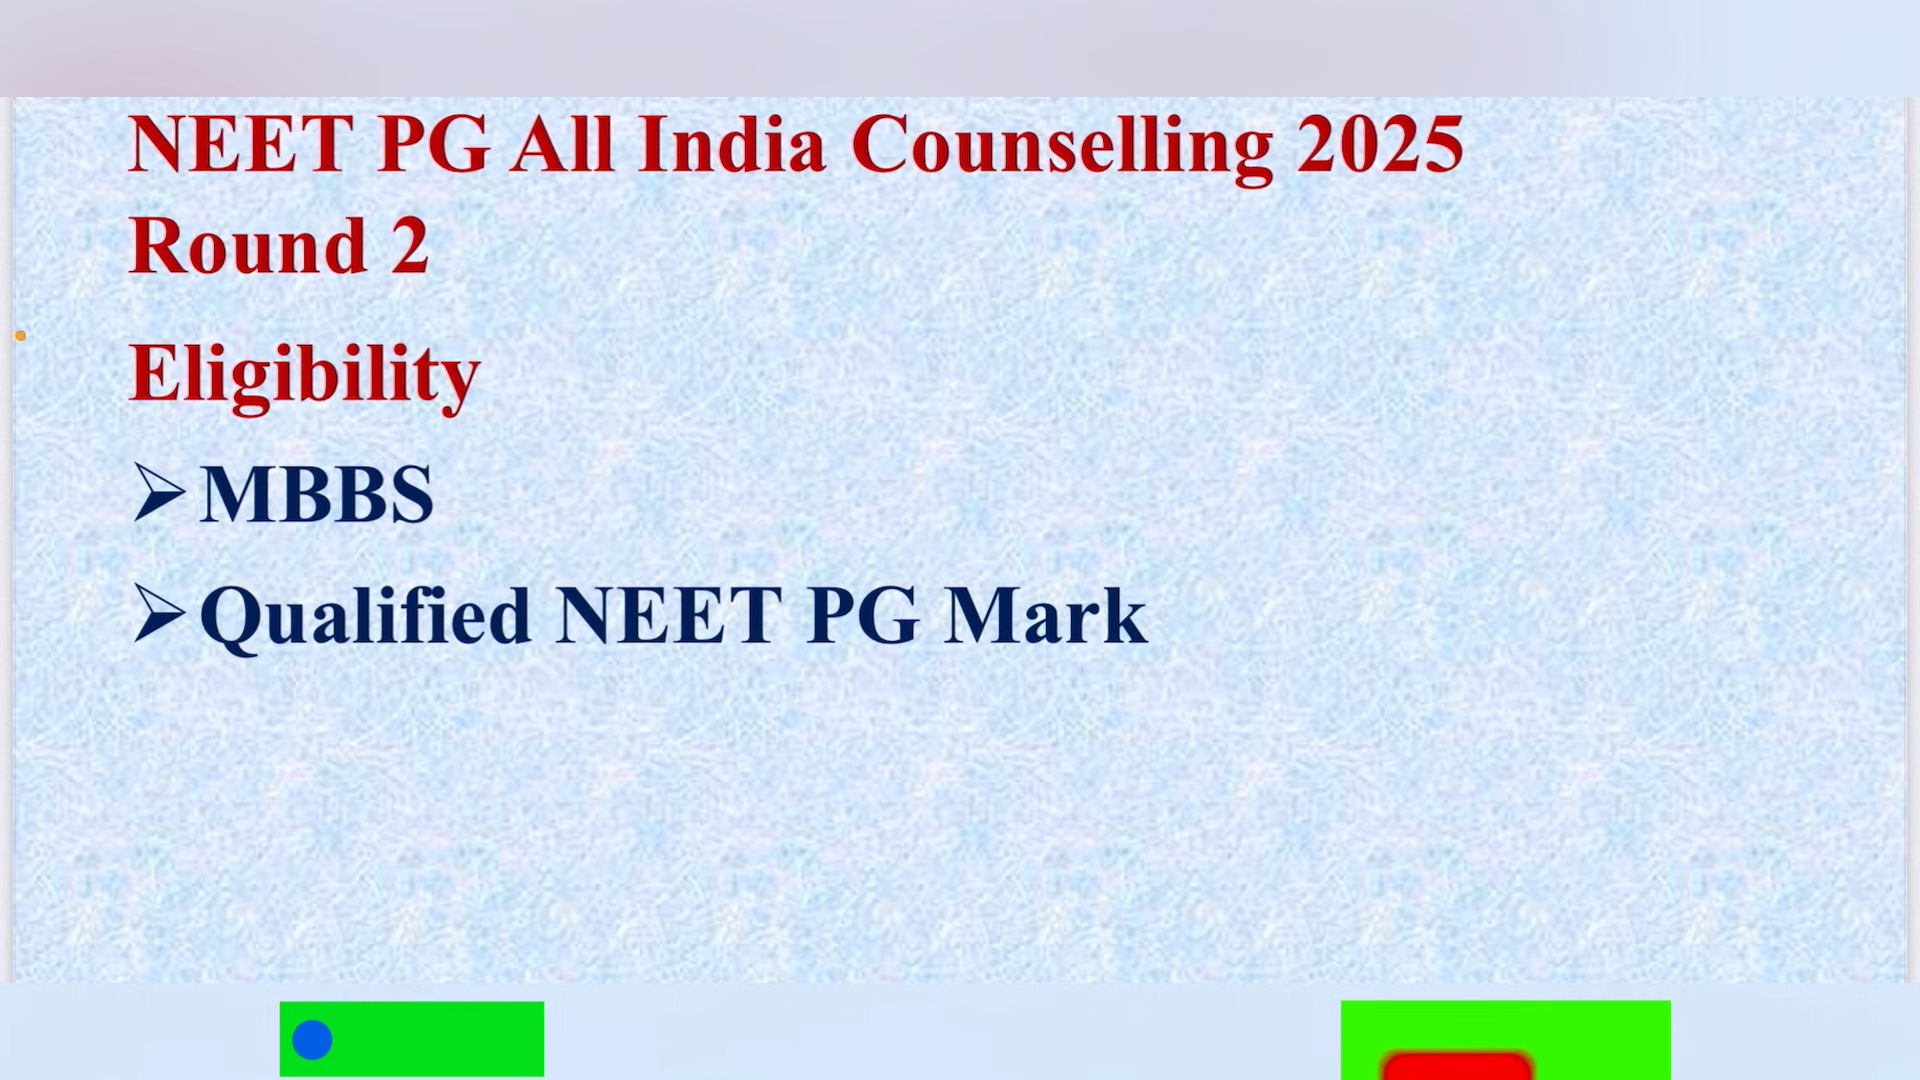 NEET PG All India Counselling 2025
Round 2
Eligibility
➢ MBBS
➢ Qualified NEET PG Mark